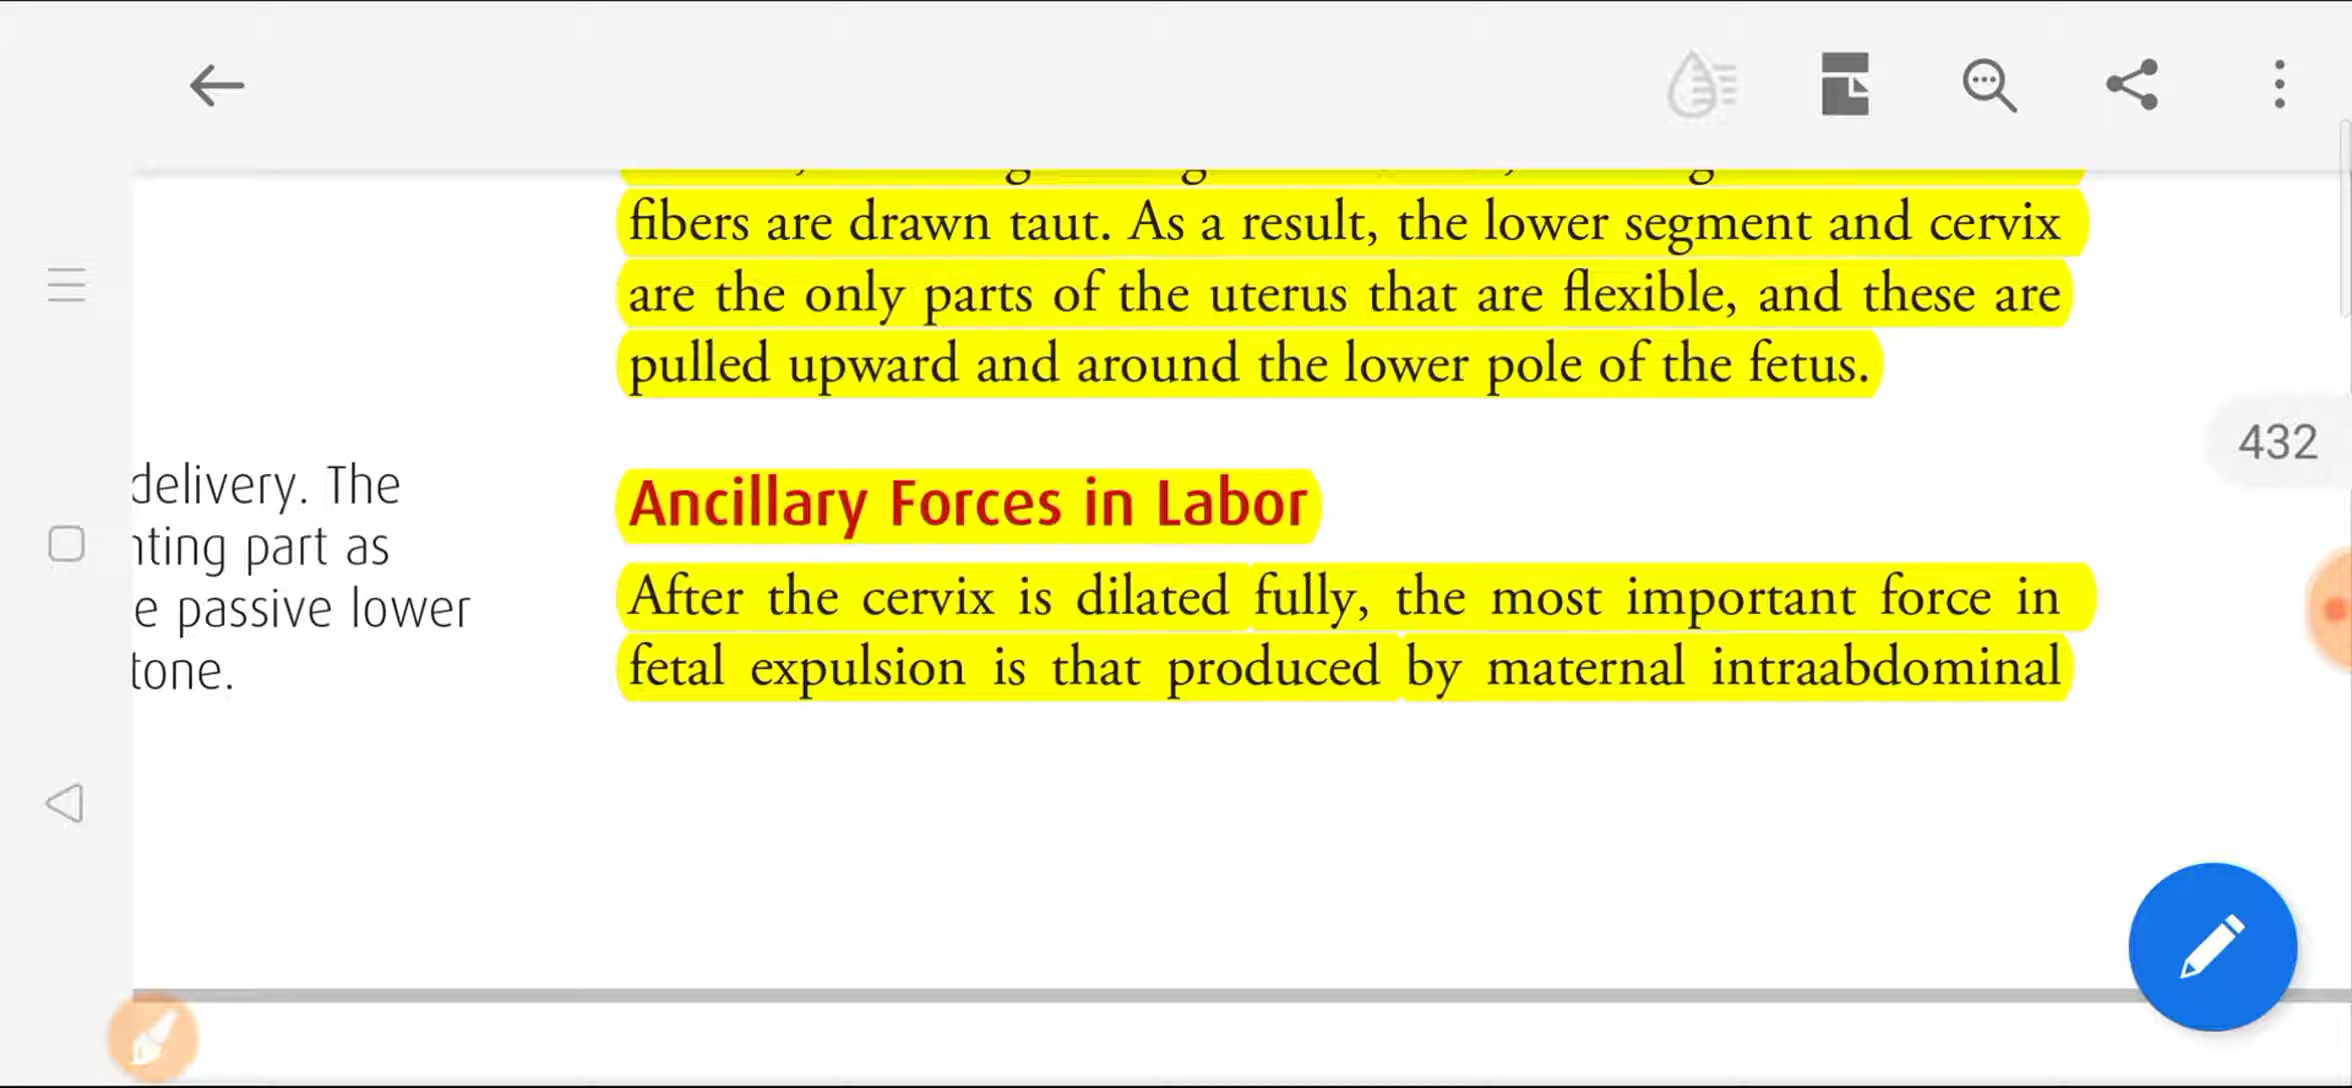 fibers are drawn taut. As a result, the lower segment and cervix
are the only parts of the uterus that are flexible, and these are
pulled upward and around the lower pole of the fetus.
432
delivery. The
nting part as
e passive lower
tone.
Ancillary Forces in Labor
After the cervix is dilated fully, the most important force in
fetal expulsion is that produced by maternal intraabdominal